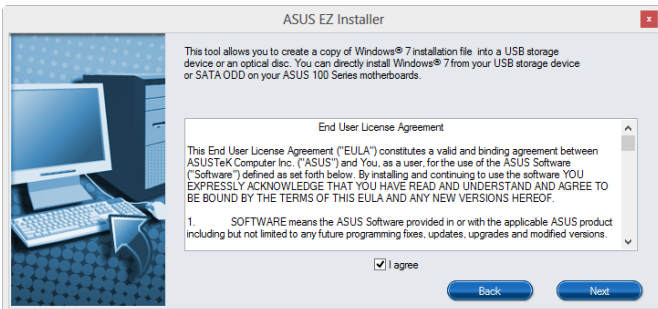 ASUS EZ Installer
x
This tool allows you to create a copy of Windows® 7 installation file into a USB storage
device or an optical disc. You can directly install Windows® 7 from your USB storage device
or SATA ODD on your ASUS 100 Series motherboards.
End User License Agreement
This End User License Agreement ("EULA") constitutes a valid and binding agreement between
ASUSTeK Computer Inc. ("ASUS") and You, as a user, for the use of the ASUS Software
("Software") defined as set forth below. By installing and continuing to use the software YOU
EXPRESSLY ACKNOWLEDGE THAT YOU HAVE READ AND UNDERSTAND AND AGREE TO
BE BOUND BY THE TERMS OF THIS EULA AND ANY NEW VERSIONS HEREOF.
1. SOFTWARE means the ASUS Software provided in or with the applicable ASUS product
including but not limited to any future programming fixes, updates, upgrades and modified versions.
I agree
Back Next